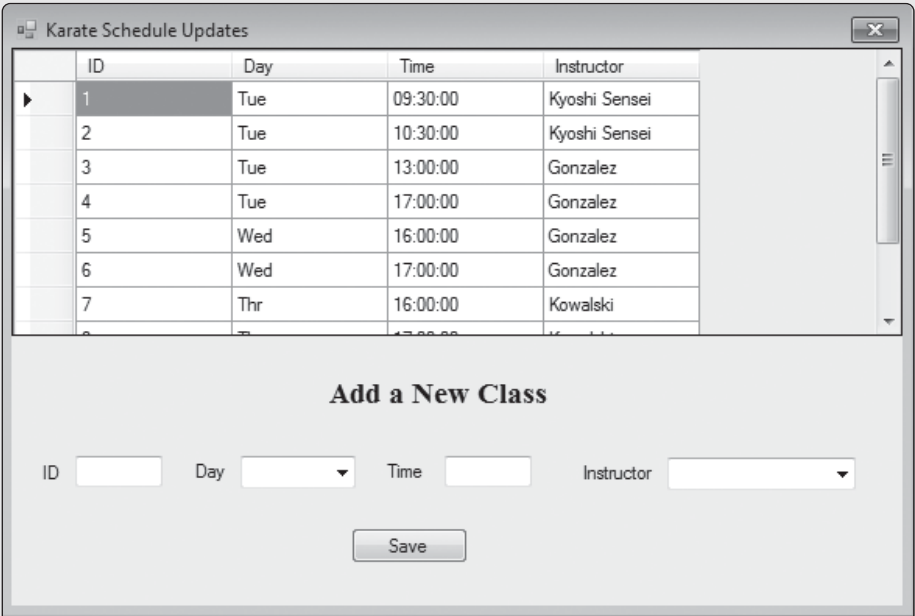 Karate Schedule Updates
ID Day Time Instructor
1 Tue 09:30:00 Kyoshi Sensei
2 Tue 10:30:00 Kyoshi Sensei
3 Tue 13:00:00 Gonzalez
4 Tue 17:00:00 Gonzalez
5 Wed 16:00:00 Gonzalez
6 Wed 17:00:00 Gonzalez
7 Thr 16:00:00 Kowalski
Add a New Class
ID Day Time Instructor
Save